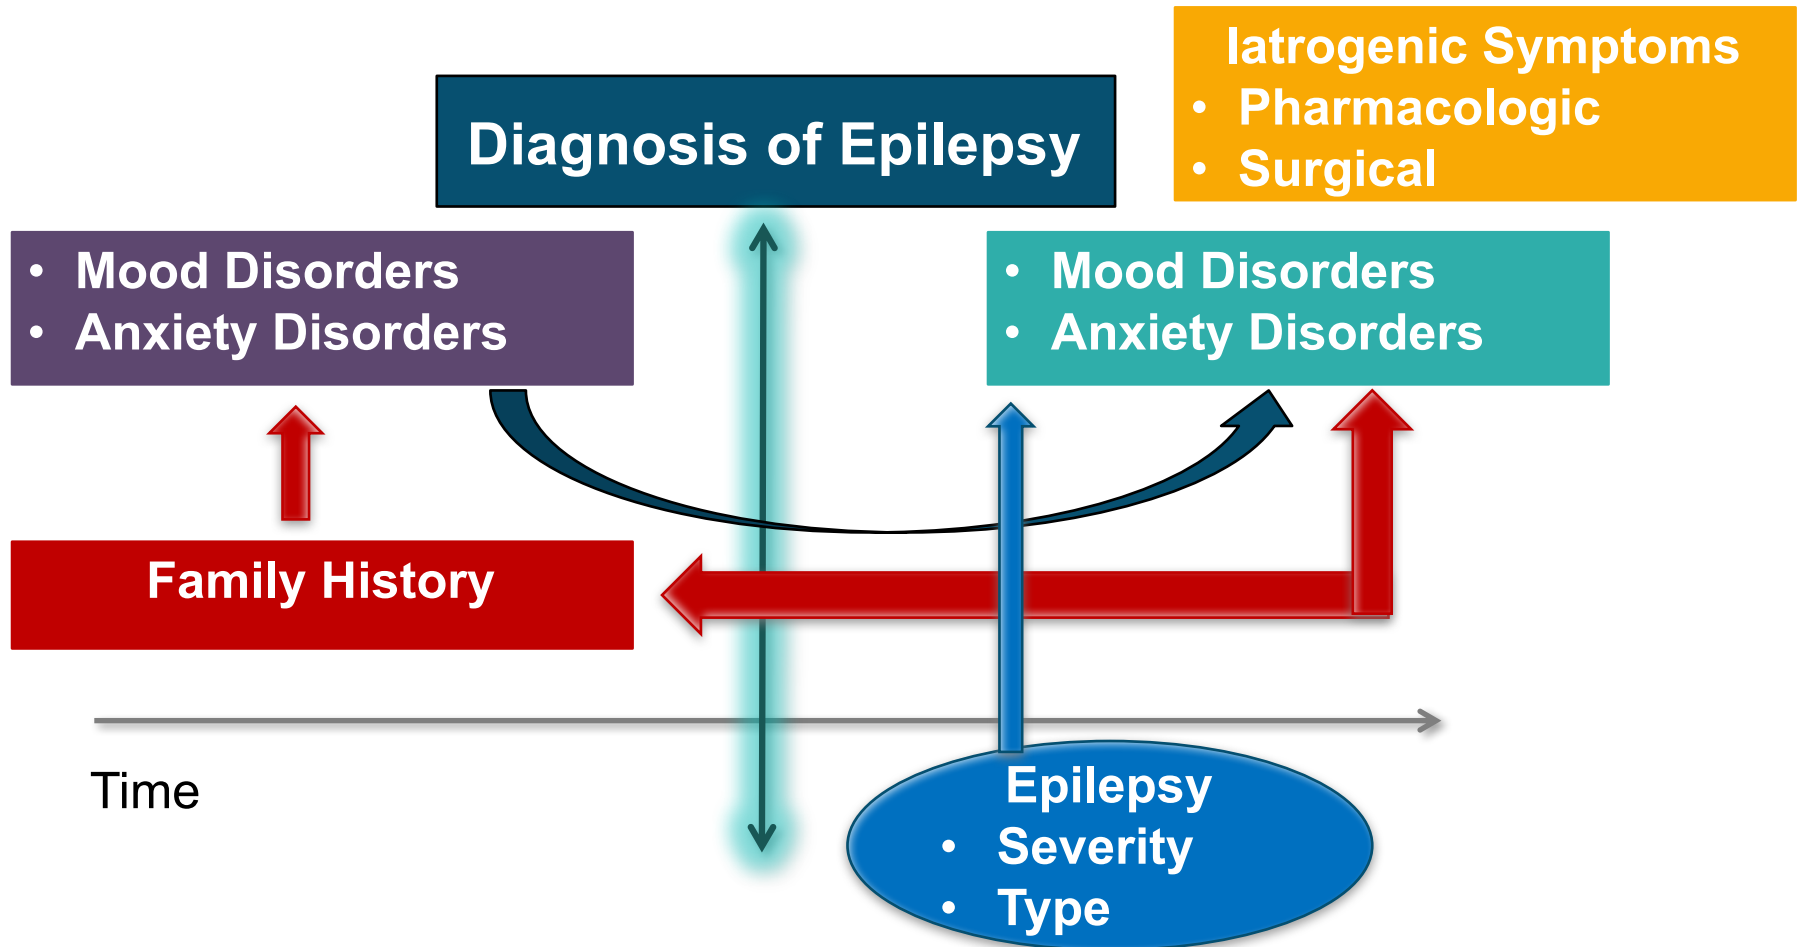 Iatrogenic Symptoms
• Pharmacologic
• Surgical
Diagnosis of Epilepsy
• Mood Disorders
• Anxiety Disorders
• Mood Disorders
• Anxiety Disorders
Family History
Time
Epilepsy
• Severity
• Type